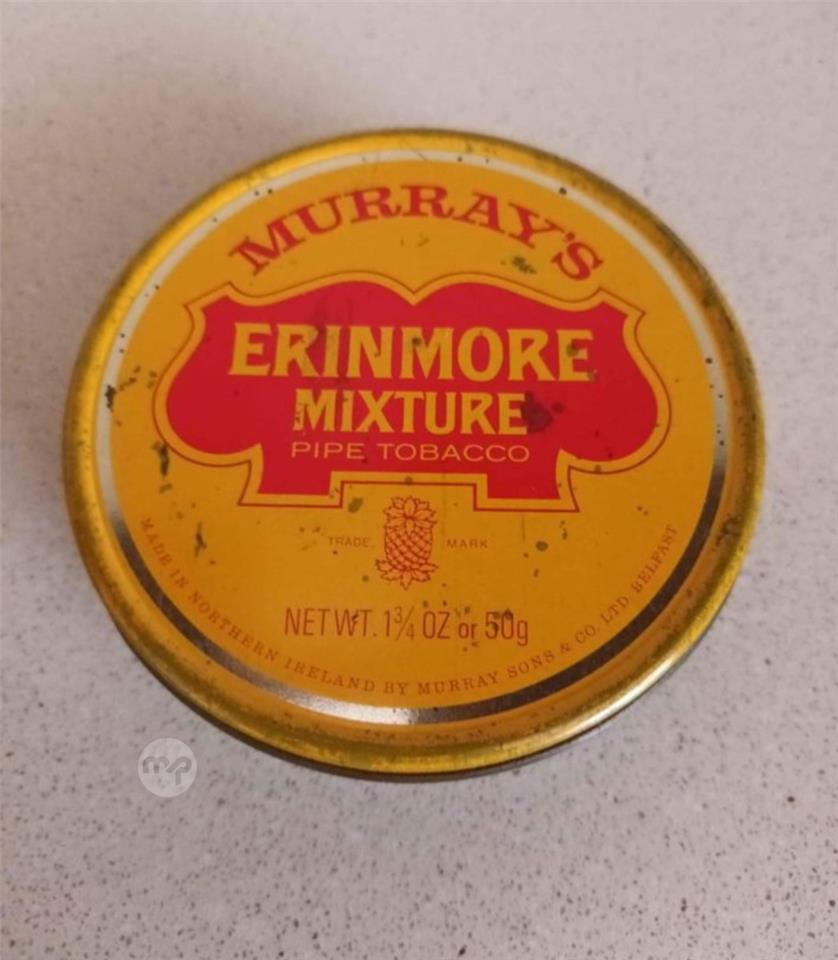 MURRAY'S
ERINMORE
MIXTURE
PIPE TOBACCO
TRADE MARK
NET WT. 1¾ OZ or 50g
MADE IN NORTHERN IRELAND BY MURRAY SONS & CO. LTD. BELFAST
mp